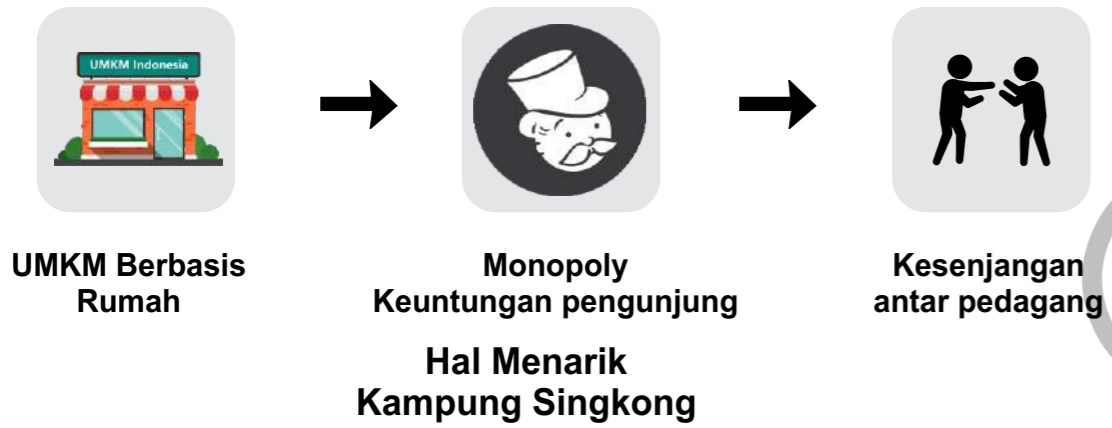 UMKM Indonesia
UMKM Berbasis
Rumah
Monopoly
Keuntungan pengunjung
Kesenjangan
antar pedagang
Hal Menarik
Kampung Singkong